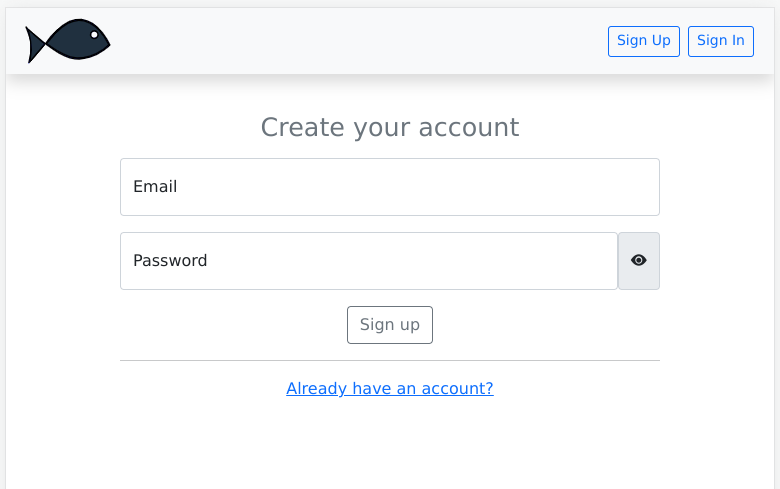 Sign Up Sign In
Create your account
Email
Password
Sign up
Already have an account?